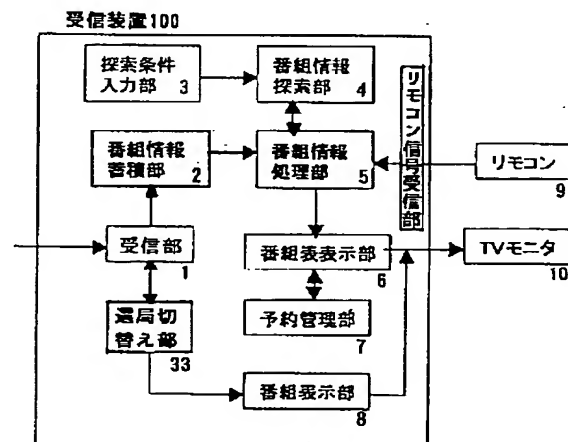 受信装置100
探索条件
入力部
3
番組情報
探索部
4
リモコン信号受信部
番組情報
蓄積部
2
番組情報
処理部
5
リモコン
9
受信部
1
番組表表示部
6
TVモニタ
10
選局切
替え部
33
予約管理部
7
番組表示部
8